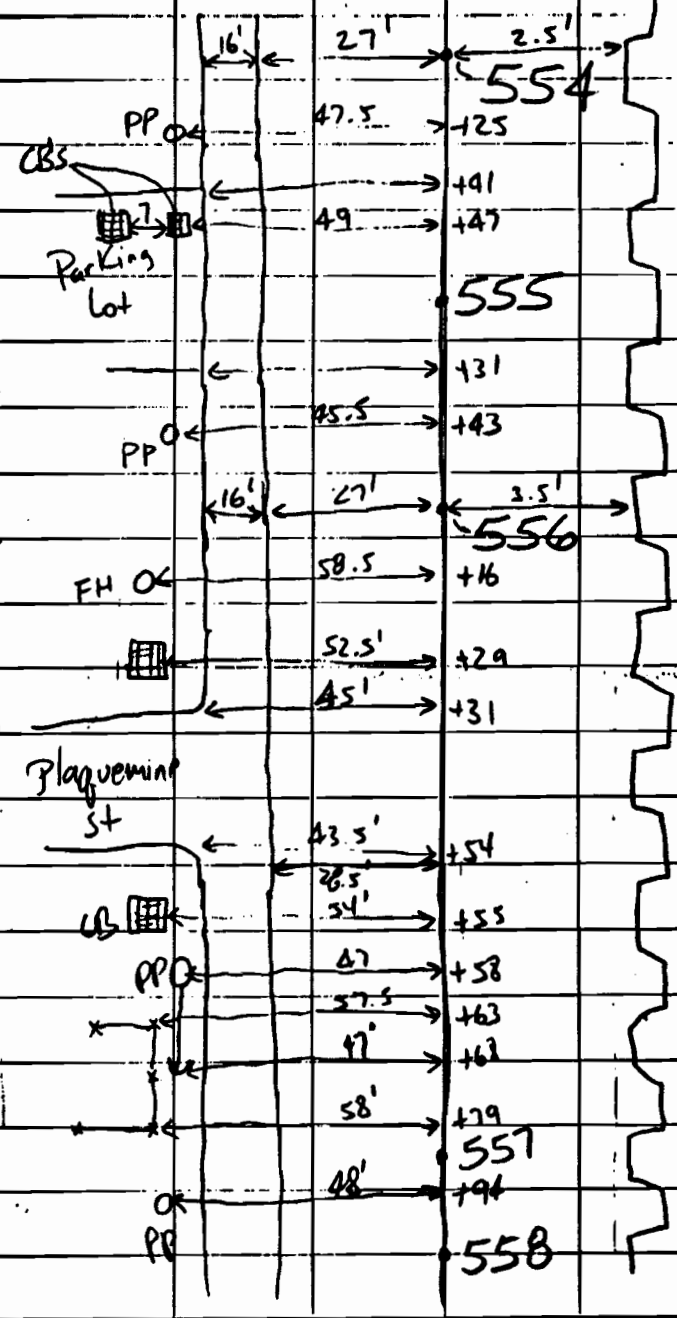 16' 27' 2.5'
554
PP 47.5 +25
CB'S
+41
7 49 +47
Parking
Lot
555
+31
45.5 +43
PP
16' 27' 3.5'
556
FH 58.5 +16
52.5' +29
45' +31
Plaquemine
St
43.5' +54
26.5'
CB 54' +55
PP 47 +58
57.5 +63
47' +63
58' +79
557
48' +94
PP
558